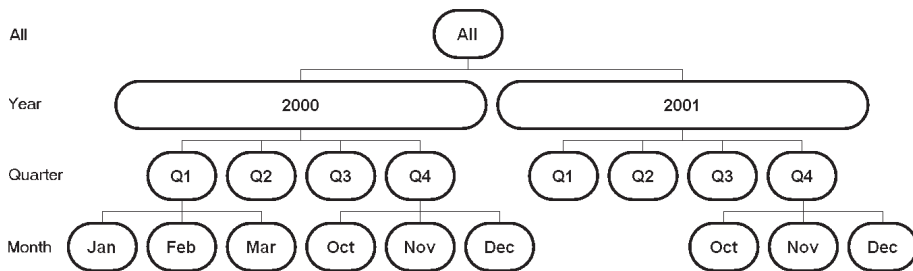 All All
Year 2000 2001
Quarter Q1 Q2 Q3 Q4 Q1 Q2 Q3 Q4
Month Jan Feb Mar Oct Nov Dec Oct Nov Dec